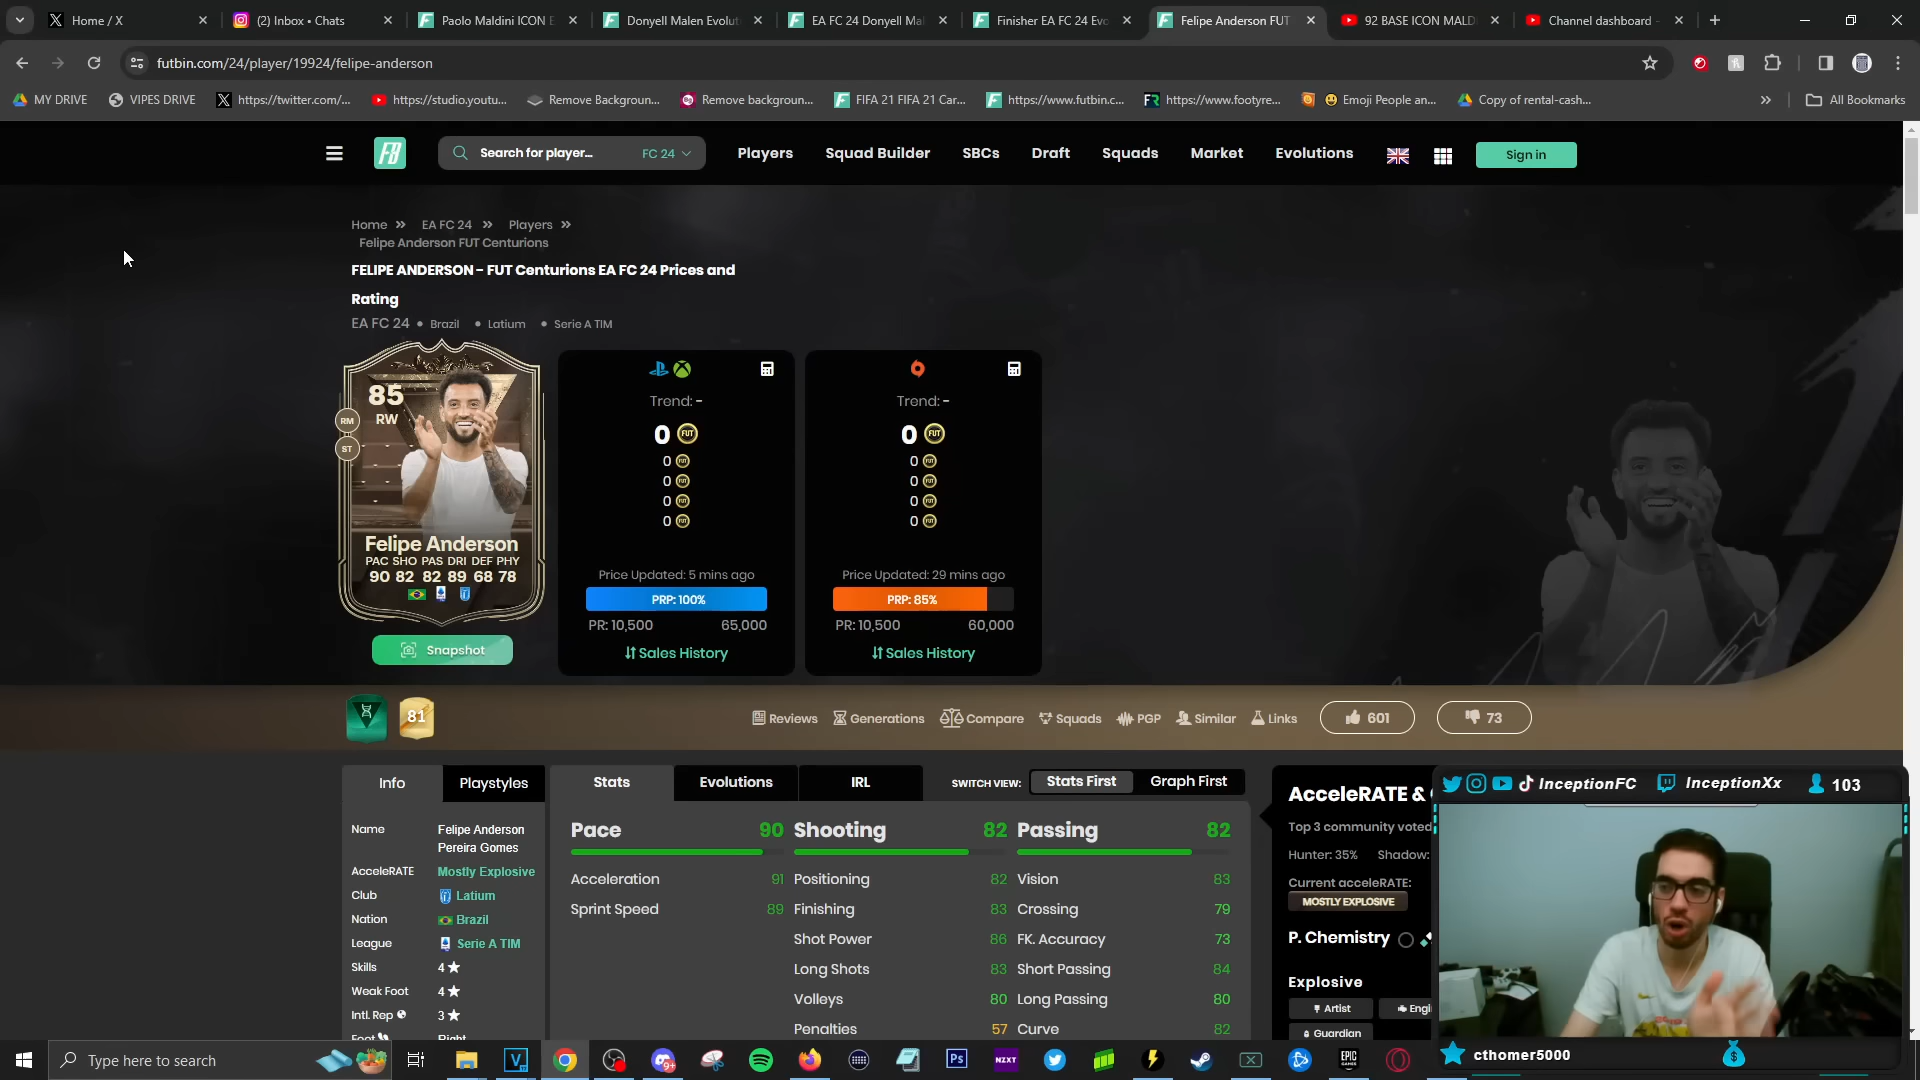 Home / X
(2) Inbox • Chats
Paolo Maldini ICON E
Donyell Malen Evolut
EA FC 24 Donyell Ma
Finisher EA FC 24 Evo
Felipe Anderson FUT
92 BASE ICON MALD
Channel dashboard -
futbin.com/24/player/19924/felipe-anderson
MY DRIVE
VIPES DRIVE
https://twitter.com/...
https://studio.youtu...
Remove Backgroun...
Remove backgroun...
FIFA 21 FIFA 21 Car...
https://www.futbin.c...
https://www.footyre...
Emoji People an...
Copy of rental-cash...
All Bookmarks
FB
Search for player...
FC 24
Players
Squad Builder
SBCs
Draft
Squads
Market
Evolutions
Sign in
Home » EA FC 24 » Players »
Felipe Anderson FUT Centurions
FELIPE ANDERSON - FUT Centurions EA FC 24 Prices and
Rating
EA FC 24 • Brazil • Latium • Serie A TIM
85
RW
RM
ST
Felipe Anderson
PAC SHO PAS DRI DEF PHY
90 82 82 89 68 78
Snapshot
Trend: -
0 FUT
0
0
0
0
Price Updated: 5 mins ago
PRP: 100%
PR: 10,500 65,000
Sales History
Trend: -
0 FUT
0
0
0
0
Price Updated: 29 mins ago
PRP: 85%
PR: 10,500 60,000
Sales History
81
Reviews
Generations
Compare
Squads
PGP
Similar
Links
601
73
Info
Playstyles
Stats
Evolutions
IRL
SWITCH VIEW:
Stats First
Graph First
Name Felipe Anderson
Pereira Gomes
AcceleRATE Mostly Explosive
Club Latium
Nation Brazil
League Serie A TIM
Skills 4
Weak Foot 4
Intl. Rep 3
Foot Right
Pace 90
Acceleration 91
Sprint Speed 89
Shooting 82
Positioning 82
Finishing 83
Shot Power 86
Long Shots 83
Volleys 80
Penalties 57
Passing 82
Vision 83
Crossing 79
FK. Accuracy 73
Short Passing 84
Long Passing 80
Curve 82
AcceleRATE &
Top 3 community voted
Hunter: 35% Shadow:
Current acceleRATE:
MOSTLY EXPLOSIVE
P. Chemistry
Explosive
Artist
Engi
Guardian
InceptionFC
InceptionXx
103
cthomer5000
Type here to search
V
9+
Ps
NZXT
EPIC
GAMES